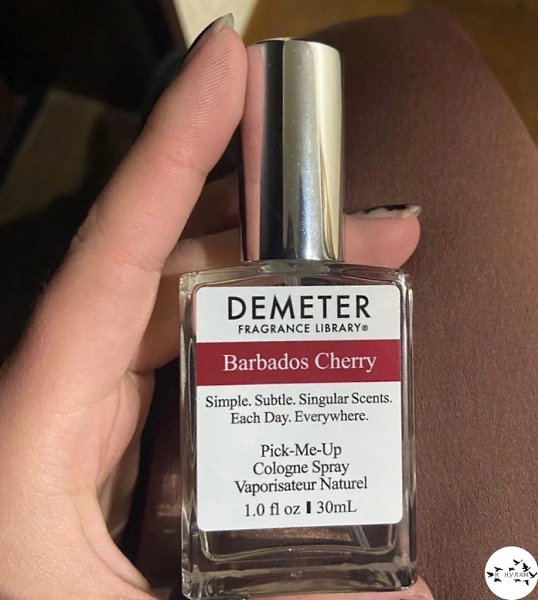 DEMETER
FRAGRANCE LIBRARY®
Barbados Cherry
Simple. Subtle. Singular Scents.
Each Day. Everywhere.
Pick-Me-Up
Cologne Spray
Vaporisateur Naturel
1.0 fl oz 30mL
К НУЛЯМ